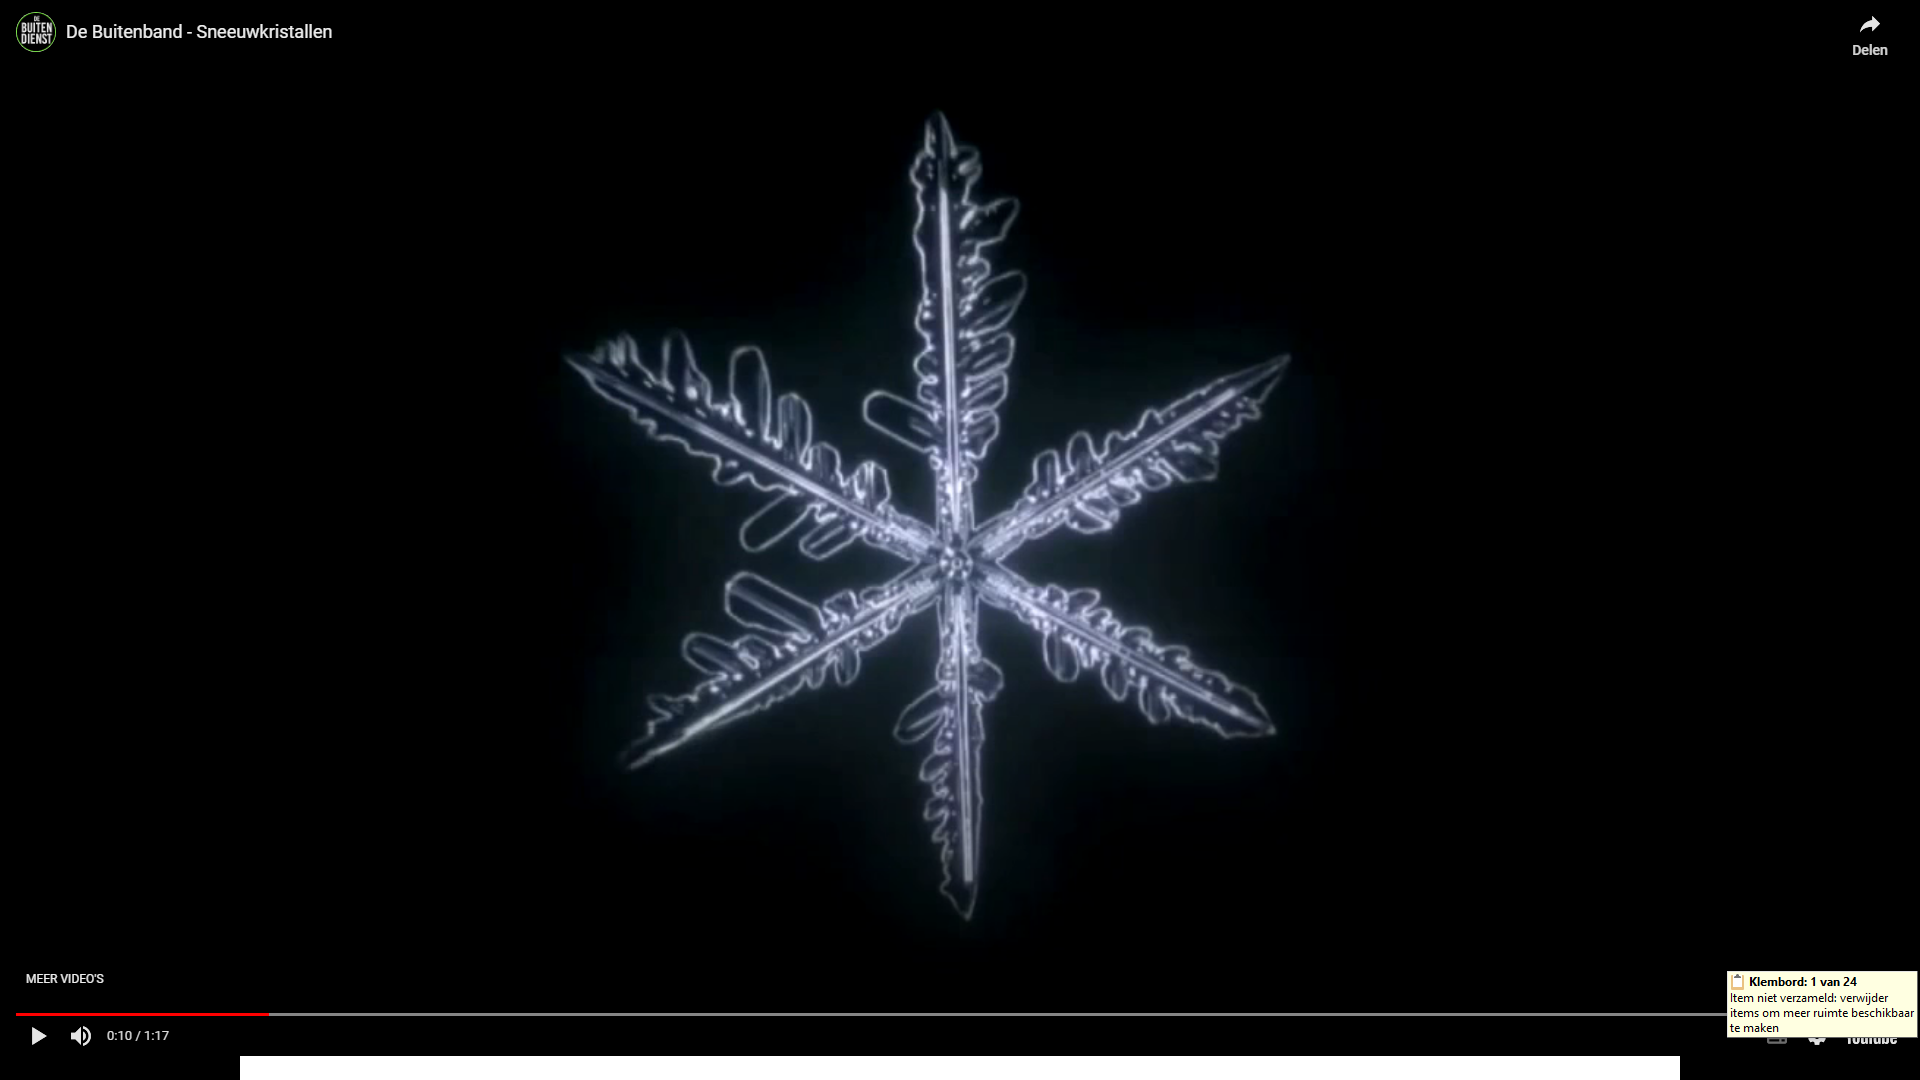 DE
BUITEN
DIENST
De Buitenband - Sneeuwkristallen
Delen
MEER VIDEO'S
Klembord: 1 van 24
Item niet verzameld: verwijder
items om meer ruimte beschikbaar
te maken
0:10 / 1:17
YouTube